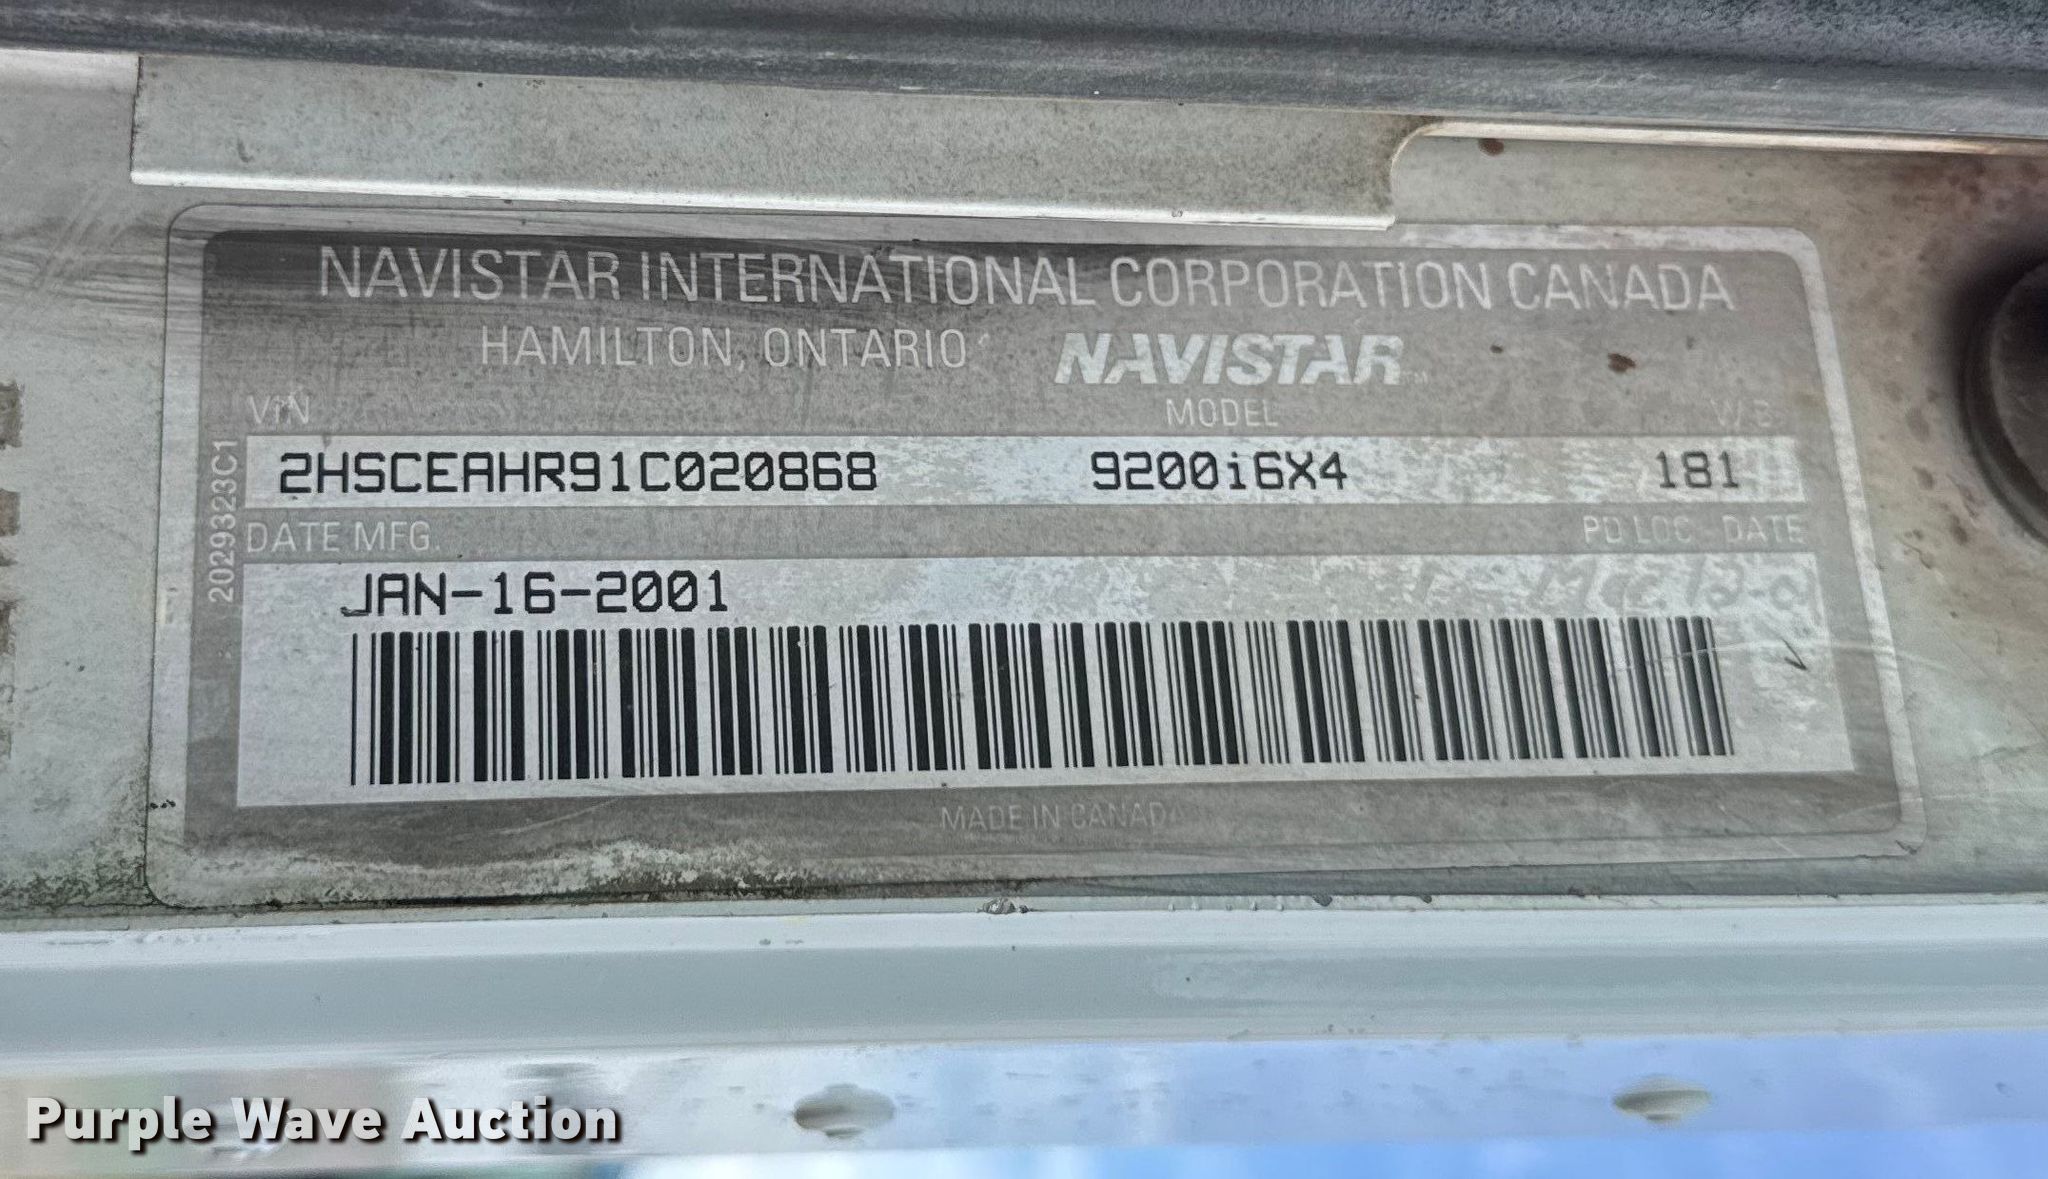 NAVISTAR INTERNATIONAL CORPORATION CANADA
HAMILTON, ONTARIO NAVISTAR
VIN MODEL W/B
2HSCEAHR91C020868 9200i6X4 181
2029323C1
DATE MFG. PD LOC - DATE
JAN-16-2001
MADE IN CANADA
Purple Wave Auction